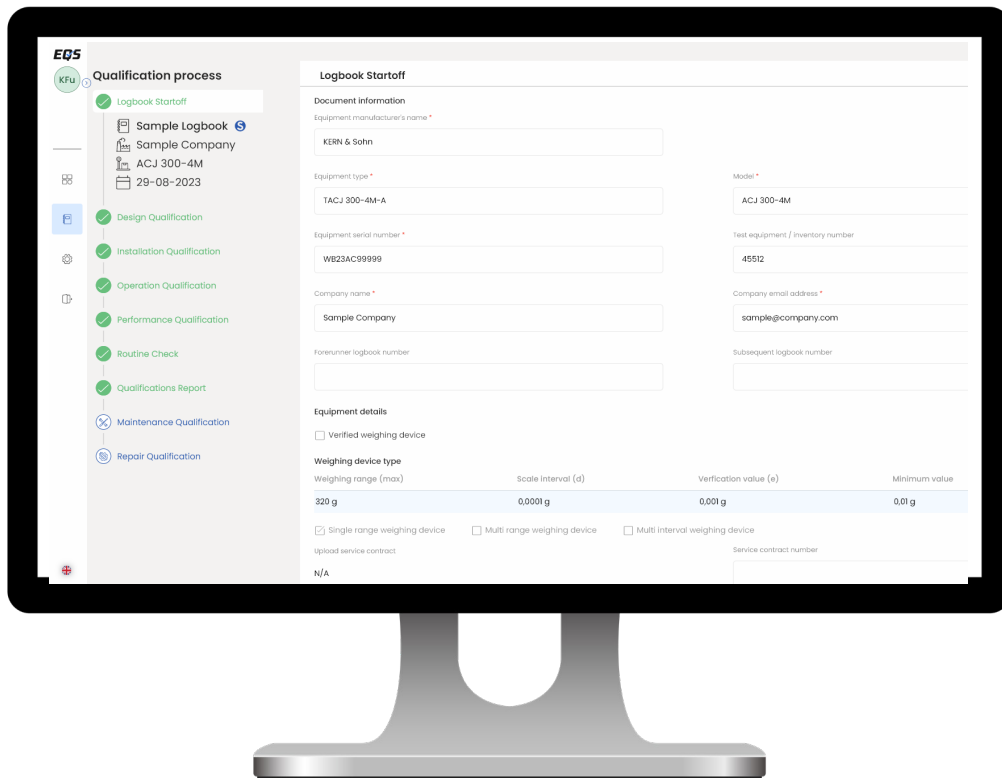 EQS
KFu
Qualification process
Logbook Startoff
Sample Logbook S
Sample Company
ACJ 300-4M
29-08-2023
Design Qualification
Installation Qualification
Operation Qualification
Performance Qualification
Routine Check
Qualifications Report
Maintenance Qualification
Repair Qualification
Logbook Startoff
Document information
Equipment manufacturer's name *
KERN & Sohn
Equipment type * Model *
TACJ 300-4M-A ACJ 300-4M
Equipment serial number * Test equipment / inventory number
WB23AC99999 45512
Company name * Company email address *
Sample Company sample@company.com
Forerunner logbook number Subsequent logbook number
Equipment details
Verified weighing device
Weighing device type
Weighing range (max) Scale interval (d) Verfication value (e) Minimum value
320 g 0,0001 g 0,001 g 0,01 g
Single range weighing device Multi range weighing device Multi interval weighing device
Upload service contract Service contract number
N/A